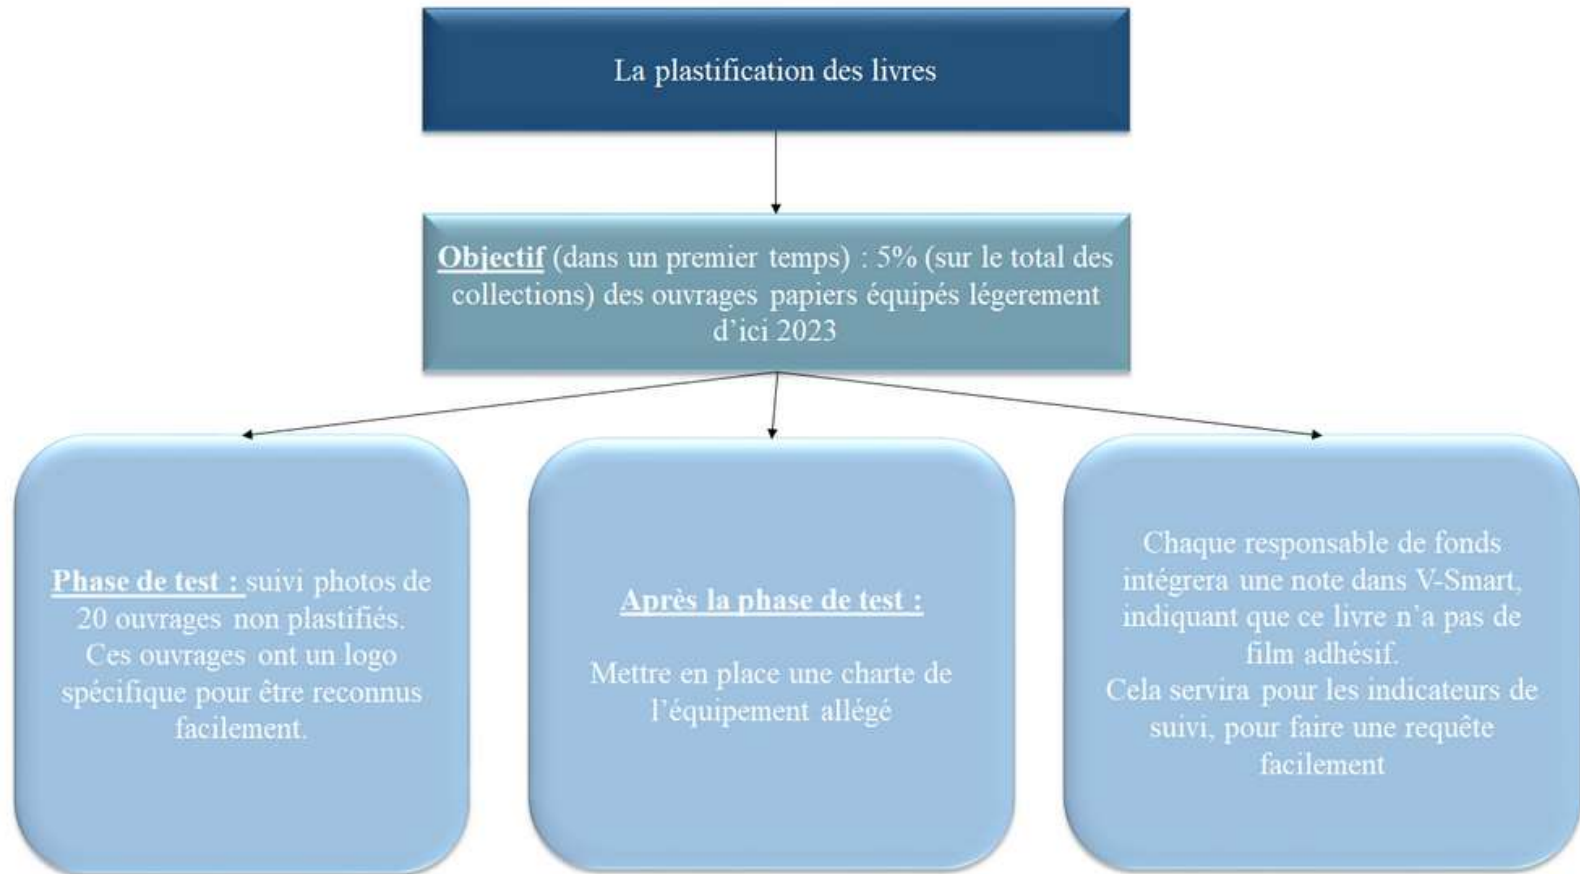 La plastification des livres
Objectif (dans un premier temps) : 5% (sur le total des
collections) des ouvrages papiers équipés légerement
d’ici 2023
Phase de test : suivi photos de
20 ouvrages non plastifiés.
Ces ouvrages ont un logo
spécifique pour être reconnus
facilement.
Après la phase de test :
Mettre en place une charte de
l’équipement allégé
Chaque responsable de fonds
intégrera une note dans V-Smart,
indiquant que ce livre n’a pas de
film adhésif.
Cela servira pour les indicateurs de
suivi, pour faire une requête
facilement